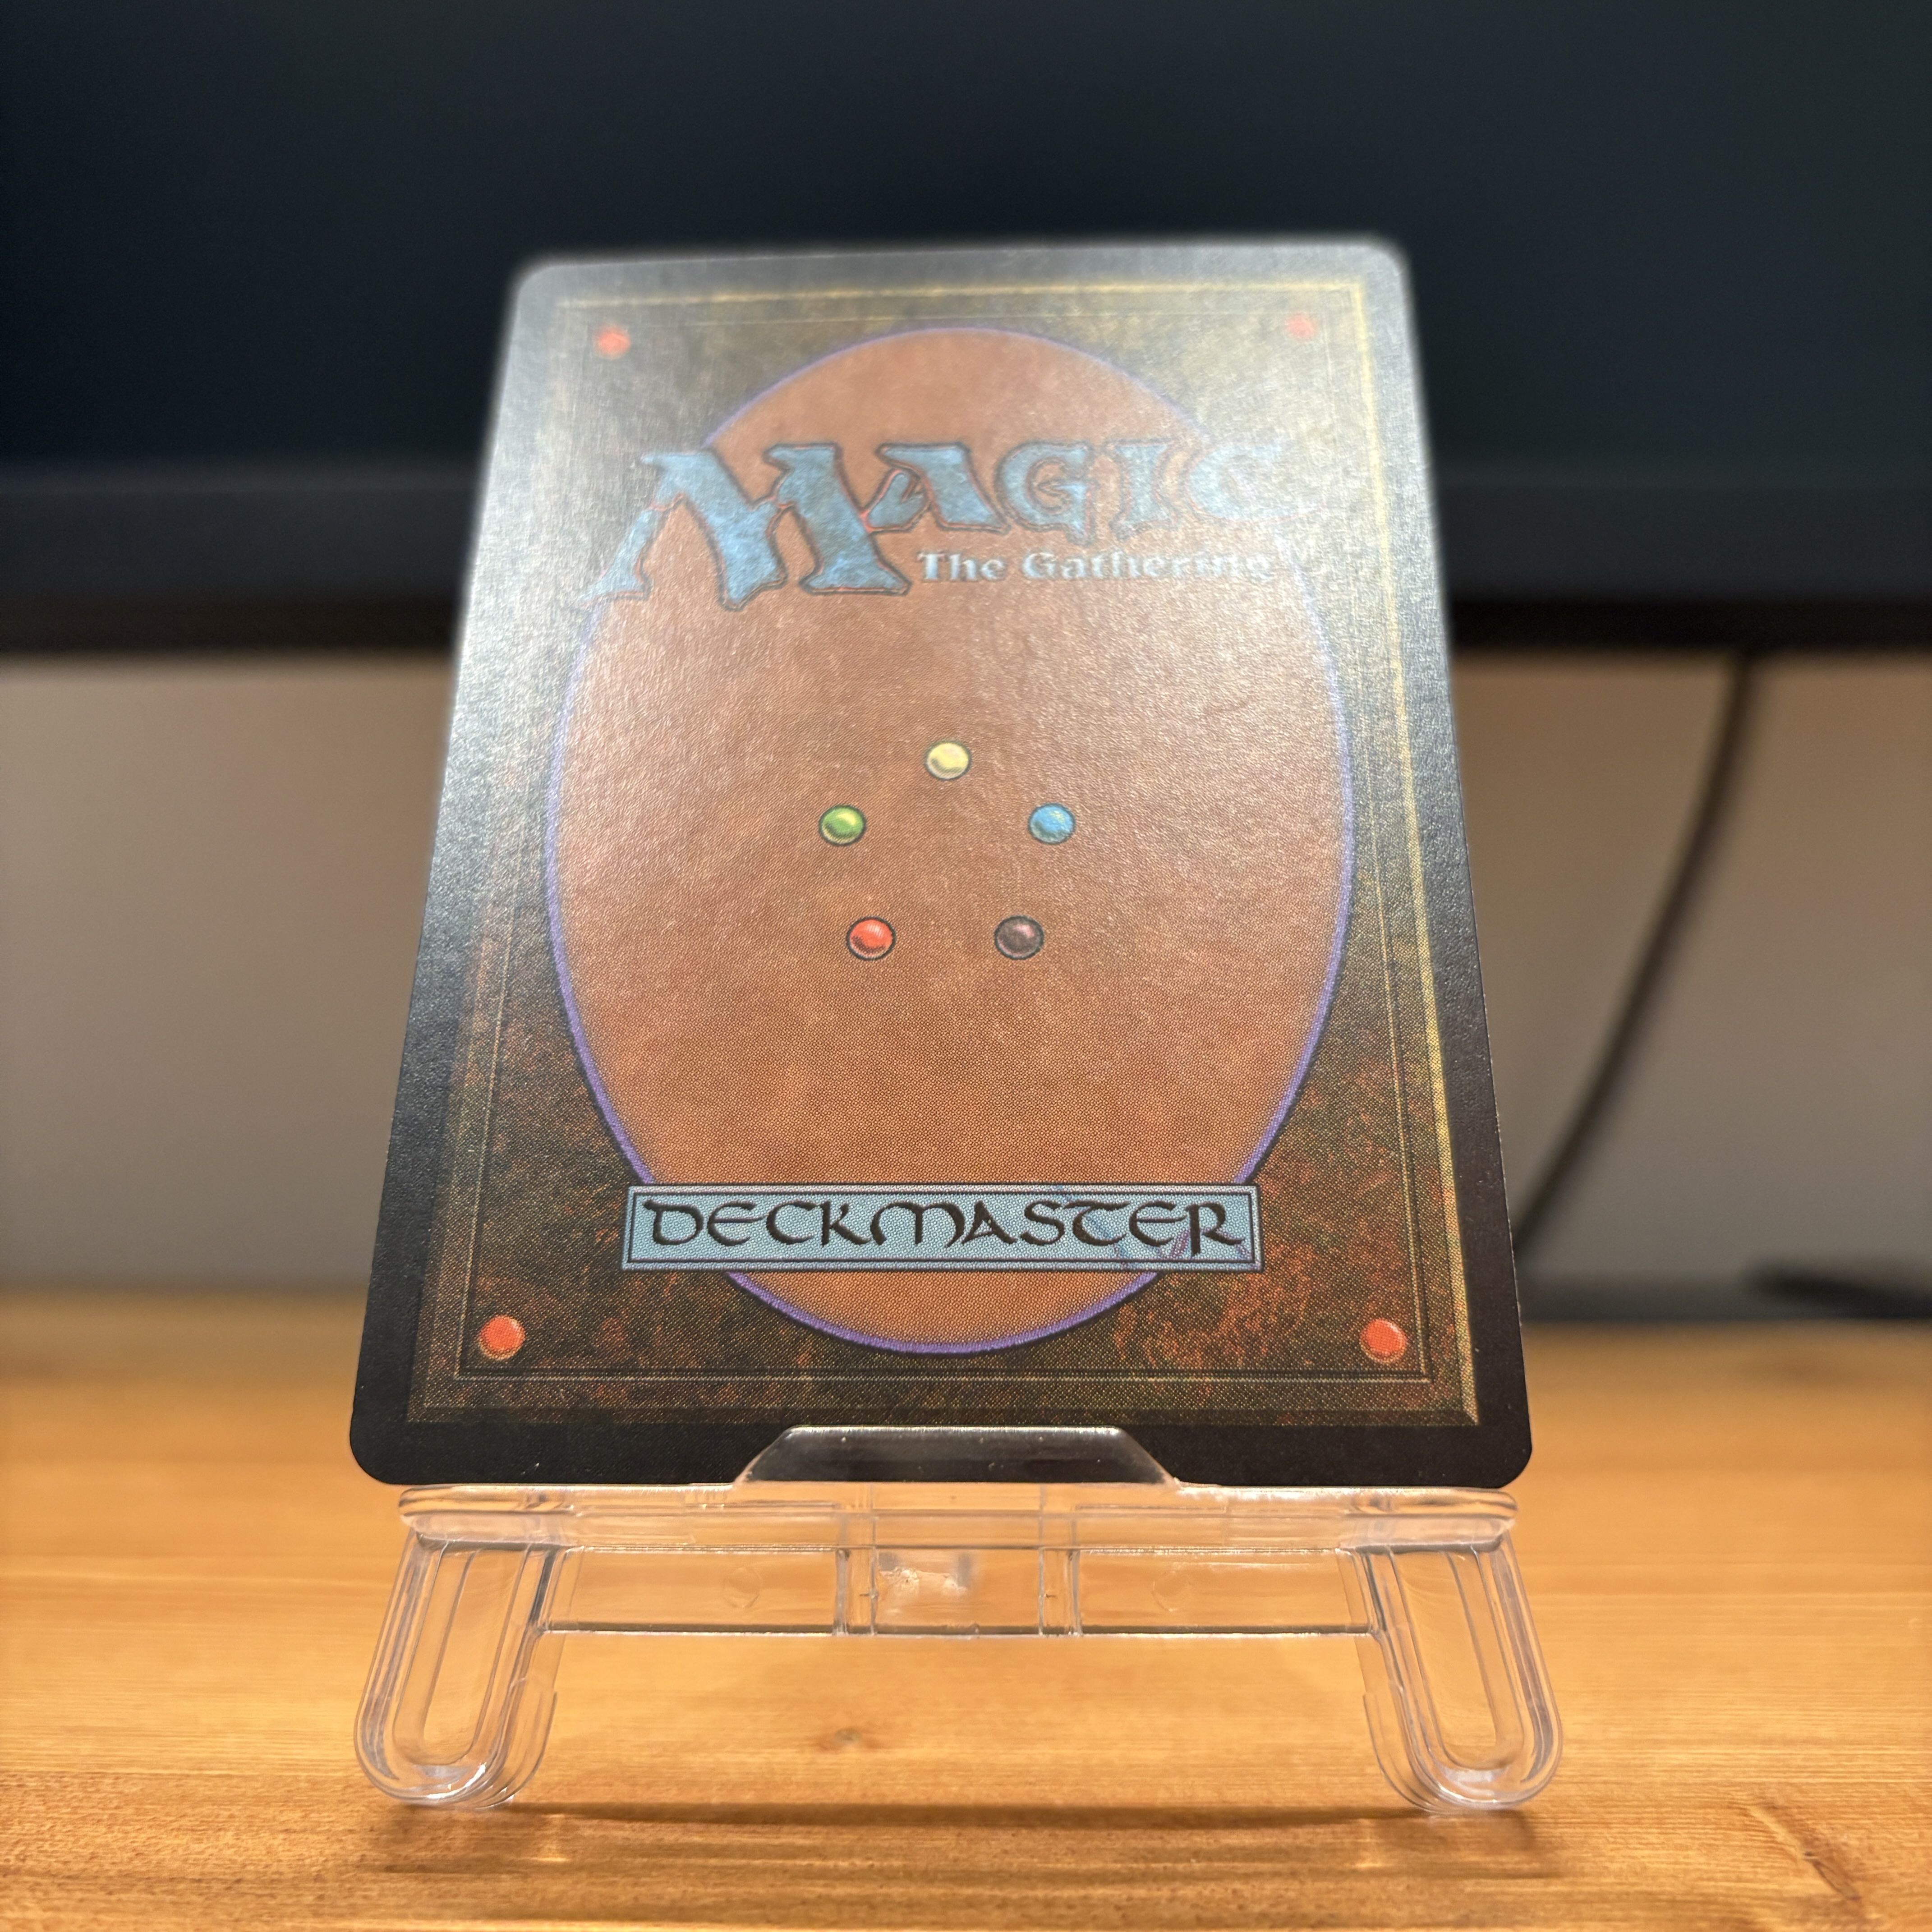 MAGIC
The Gathering
DECKMASTER